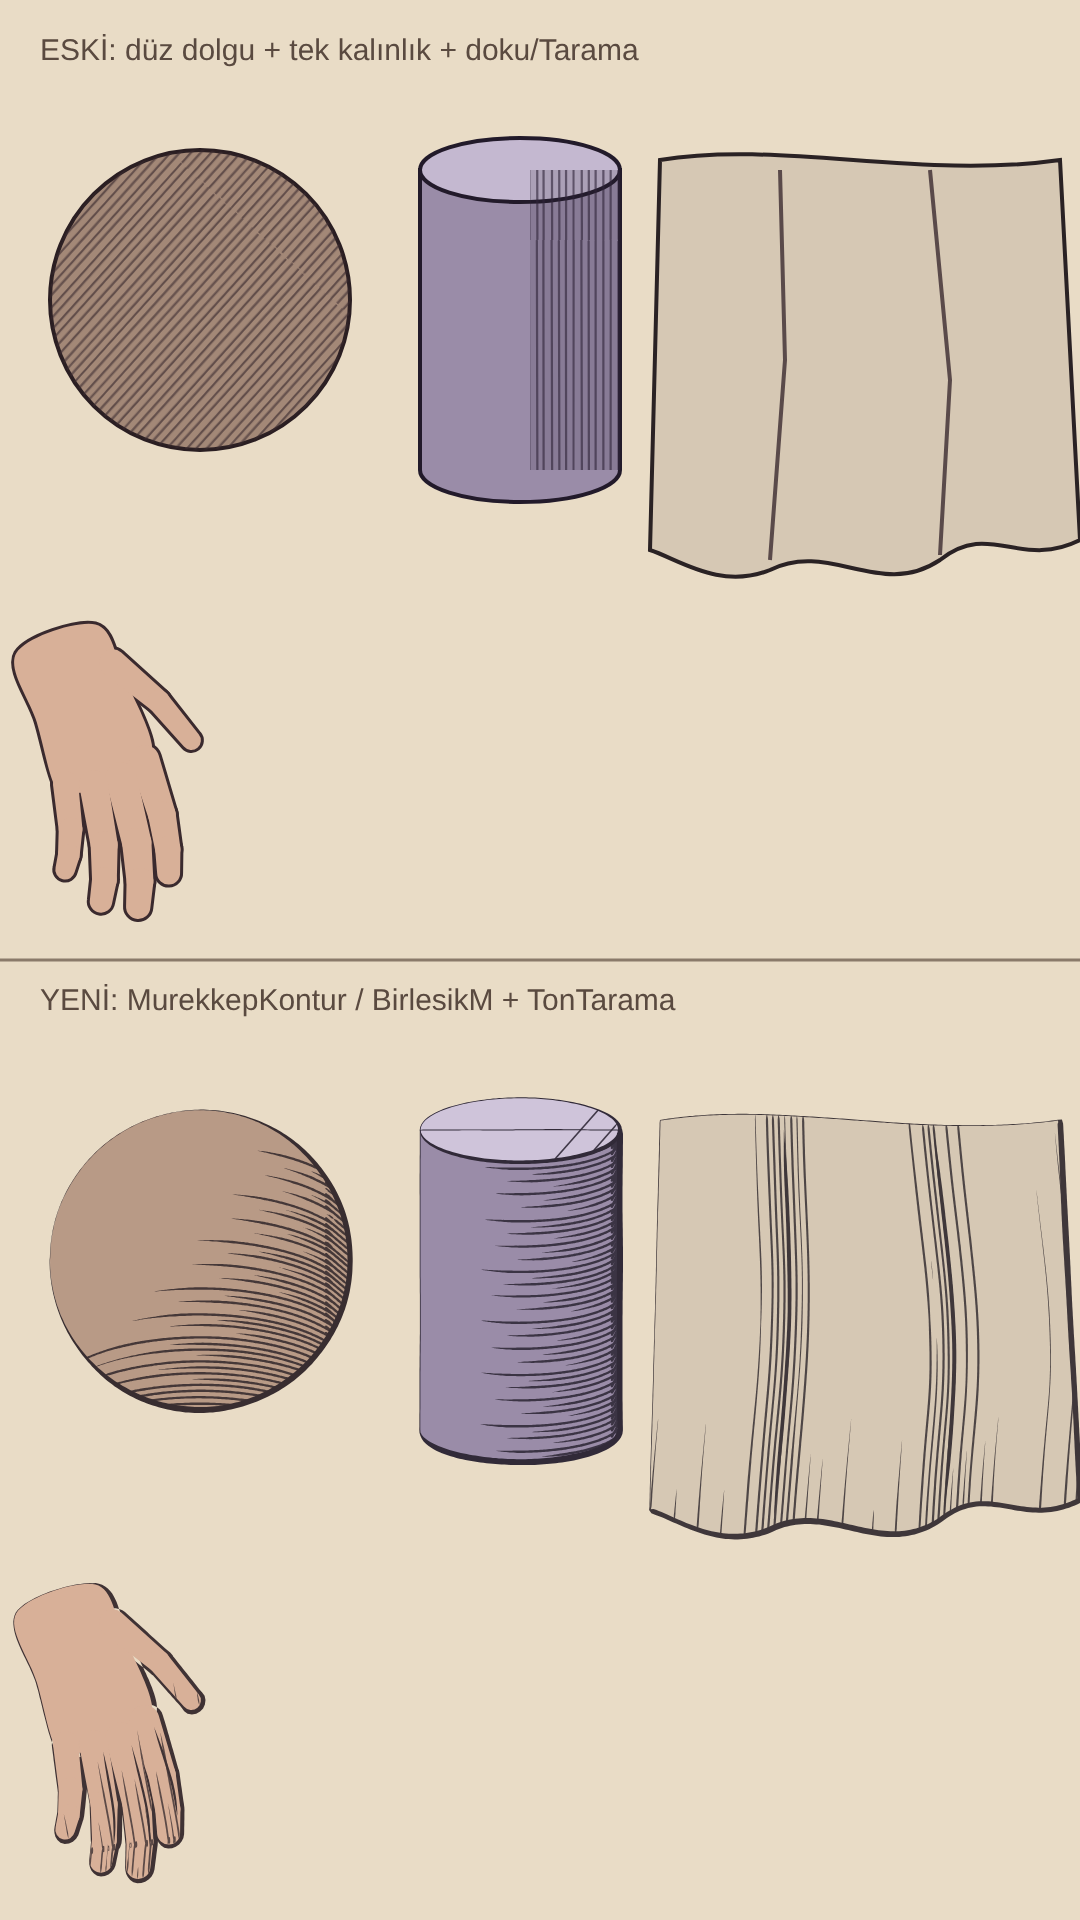 ESKİ: düz dolgu + tek kalınlık + doku/Tarama
YENİ: MurekkepKontur / BirlesikM + TonTarama